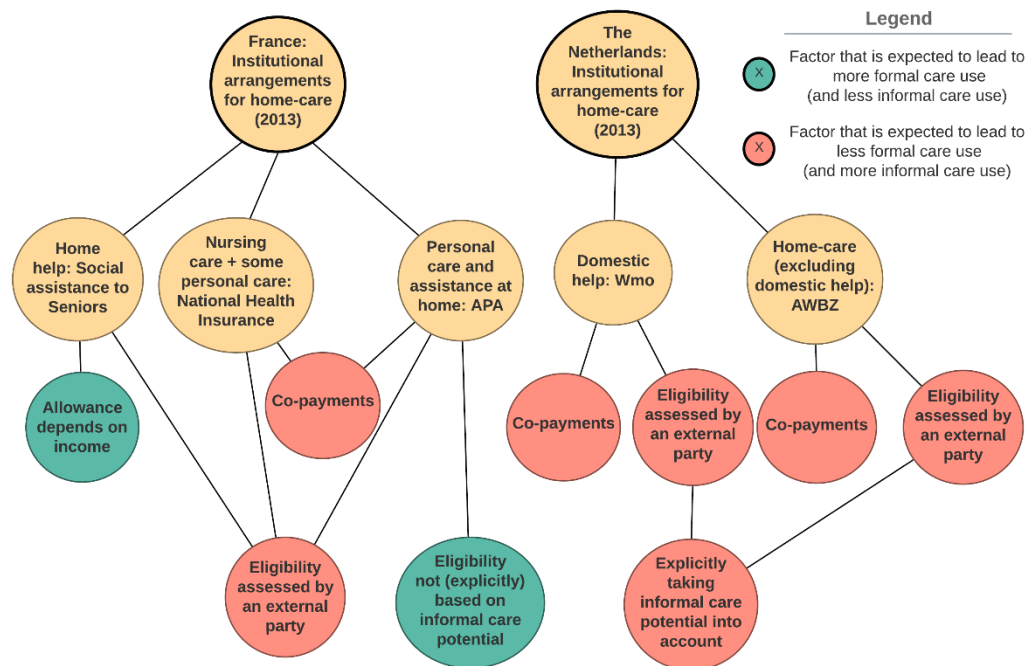 France:
Institutional
arrangements
for home-care
(2013)
The
Netherlands:
Institutional
arrangements for
home-care
(2013)
Legend
X
Factor that is expected to lead to
more formal care use
(and less informal care use)
X
Factor that is expected to lead to
less formal care use
(and more informal care use)
Home
help: Social
assistance to
Seniors
Nursing
care + some
personal care:
National Health
Insurance
Personal
care and
assistance at
home: APA
Domestic
help: Wmo
Home-care
(excluding
domestic help):
AWBZ
Allowance
depends on
income
Co-payments
Co-payments
Eligibility
assessed by
an external
party
Co-payments
Eligibility
assessed by
an external
party
Eligibility
assessed by
an external
party
Eligibility
not (explicitly)
based on
informal care
potential
Explicitly
taking
informal care
potential into
account